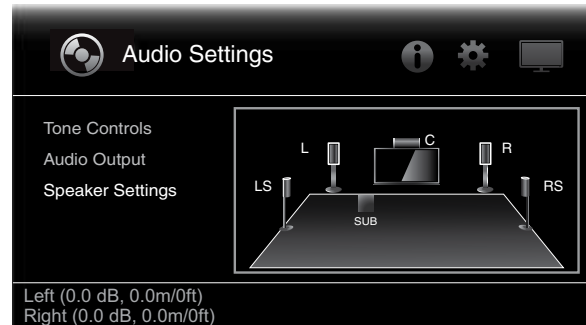 Audio Settings
Tone Controls
Audio Output
Speaker Settings
L
C
R
LS
RS
SUB
Left (0.0 dB, 0.0m/0ft)
Right (0.0 dB, 0.0m/0ft)